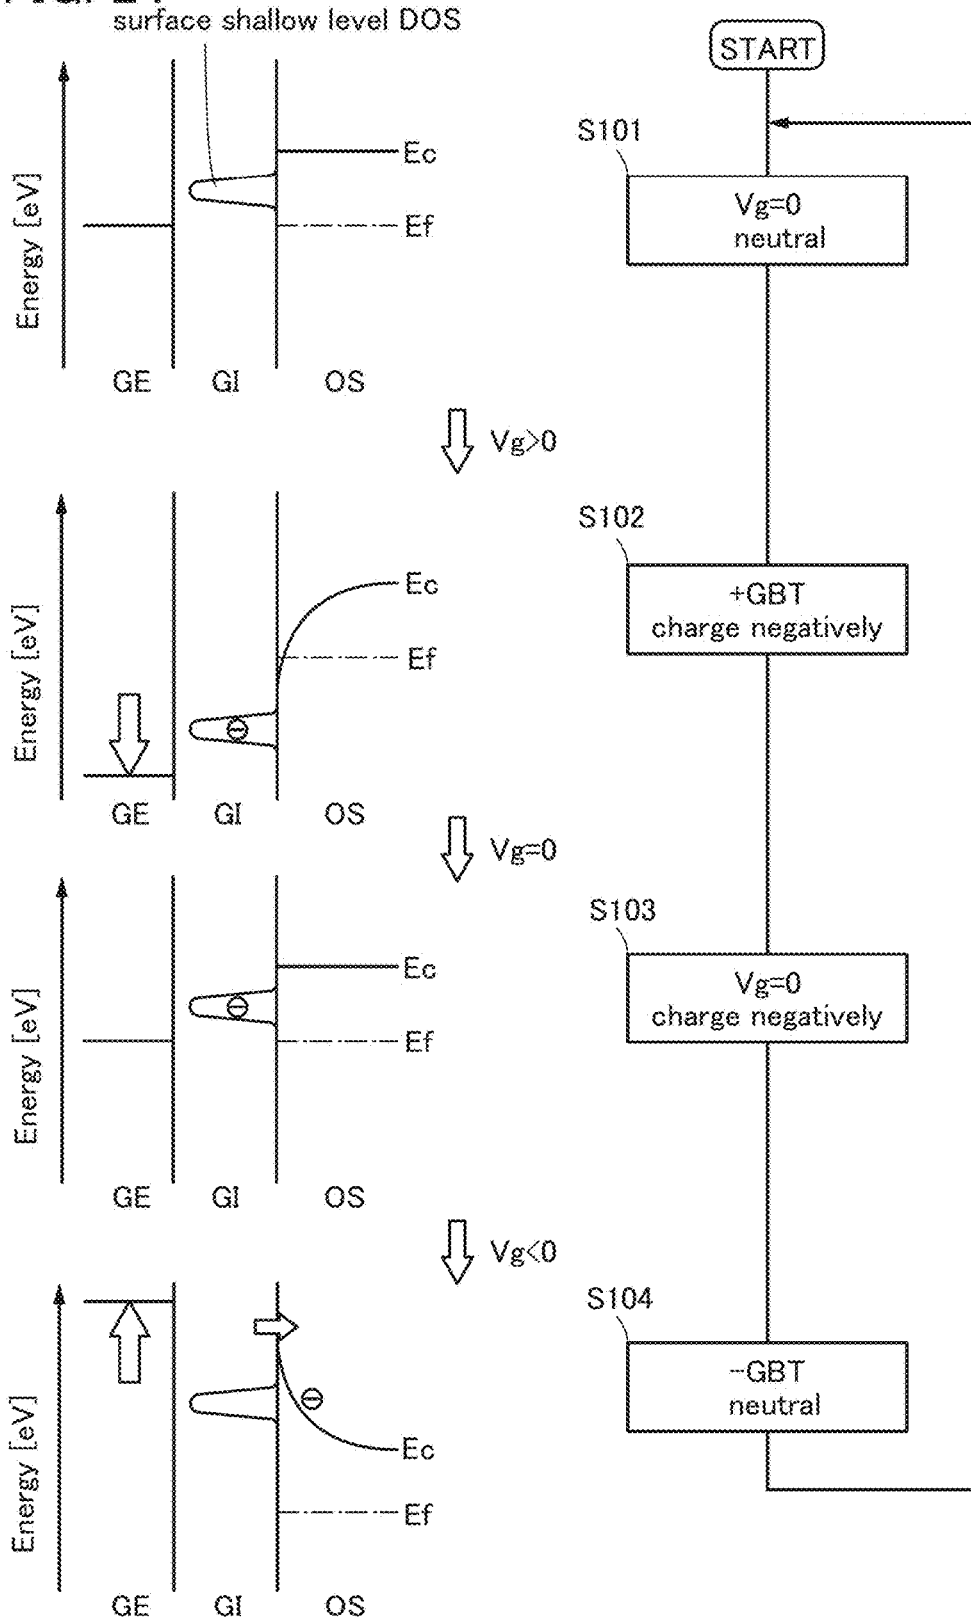 surface shallow level DOS
START
S101
Ec
Vg=0
neutral
Ef
Energy [eV]
GE GI OS
Vg>0
S102
Ec
+GBT
charge negatively
Ef
Energy [eV]
GE GI OS
Vg=0
S103
Ec
Vg=0
charge negatively
Ef
Energy [eV]
GE GI OS
Vg<0
S104
-GBT
neutral
Ec
Ef
Energy [eV]
GE GI OS